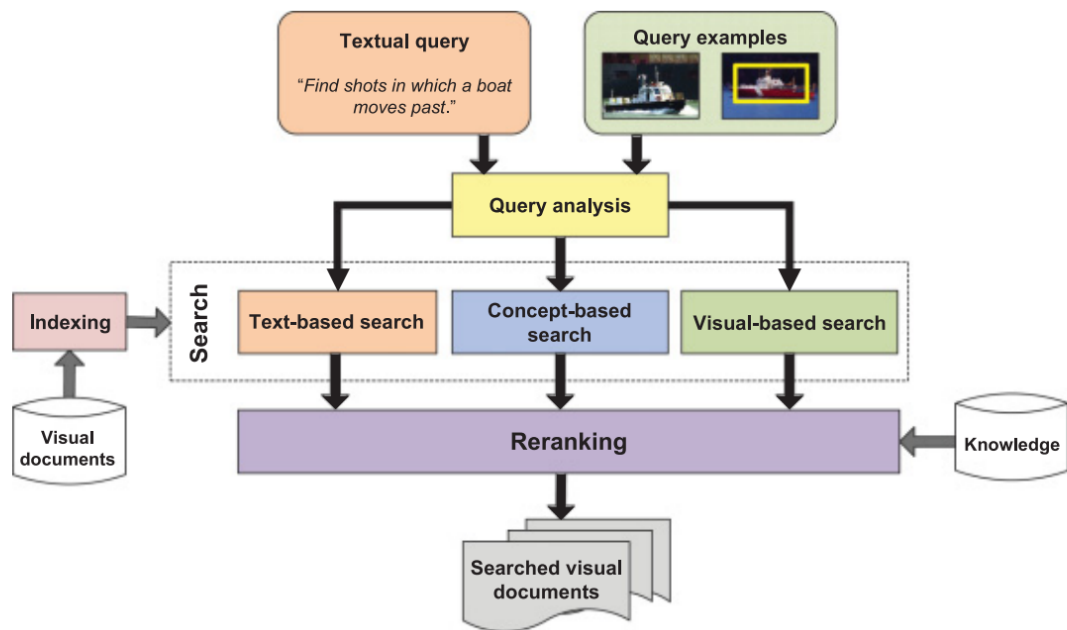 Textual query
“Find shots in which a boat
moves past.”
Query examples
Query analysis
Search
Indexing
Text-based search
Concept-based
search
Visual-based search
Visual
documents
Reranking
Knowledge
Searched visual
documents